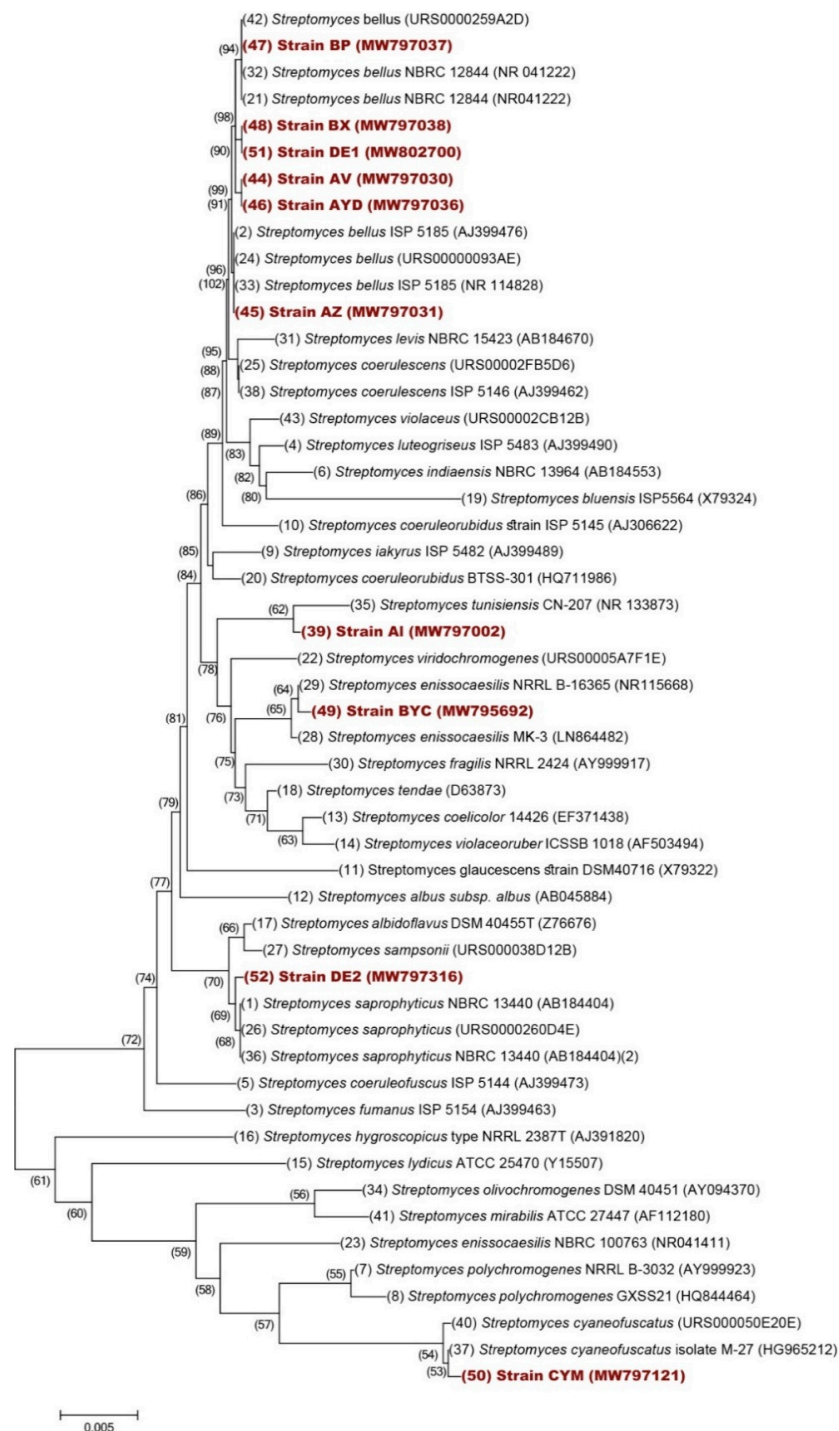 (42) Streptomyces bellus (URS0000259A2D)
(94)
(47) Strain BP (MW797037)
(32) Streptomyces bellus NBRC 12844 (NR 041222)
(21) Streptomyces bellus NBRC 12844 (NR041222)
(98)
(48) Strain BX (MW797038)
(90)
(51) Strain DE1 (MW802700)
(44) Strain AV (MW797030)
(99)
(91)
(46) Strain AYD (MW797036)
(2) Streptomyces bellus ISP 5185 (AJ399476)
(24) Streptomyces bellus (URS00000093AE)
(96)
(102)
(33) Streptomyces bellus ISP 5185 (NR 114828)
(45) Strain AZ (MW797031)
(31) Streptomyces levis NBRC 15423 (AB184670)
(95)
(88)
(25) Streptomyces coerulescens (URS00002FB5D6)
(87)
(38) Streptomyces coerulescens ISP 5146 (AJ399462)
(43) Streptomyces violaceus (URS00002CB12B)
(89)
(83)
(4) Streptomyces luteogriseus ISP 5483 (AJ399490)
(82)
(6) Streptomyces indiaensis NBRC 13964 (AB184553)
(80)
(19) Streptomyces bluensis ISP5564 (X79324)
(86)
(10) Streptomyces coeruleorubidus strain ISP 5145 (AJ306622)
(85)
(9) Streptomyces iakyrus ISP 5482 (AJ399489)
(84)
(20) Streptomyces coeruleorubidus BTSS-301 (HQ711986)
(62)
(35) Streptomyces tunisiensis CN-207 (NR 133873)
(39) Strain AI (MW797002)
(78)
(22) Streptomyces viridochromogenes (URS00005A7F1E)
(64)
(29) Streptomyces enissocaesilis NRRL B-16365 (NR115668)
(76)
(65)
(49) Strain BYC (MW795692)
(81)
(28) Streptomyces enissocaesilis MK-3 (LN864482)
(75)
(30) Streptomyces fragilis NRRL 2424 (AY999917)
(73)
(18) Streptomyces tendae (D63873)
(79)
(71)
(13) Streptomyces coelicolor 14426 (EF371438)
(63)
(14) Streptomyces violaceoruber ICSSB 1018 (AF503494)
(11) Streptomyces glaucescens strain DSM40716 (X79322)
(77)
(12) Streptomyces albus subsp. albus (AB045884)
(66)
(17) Streptomyces albidoflavus DSM 40455T (Z76676)
(27) Streptomyces sampsonii (URS000038D12B)
(74)
(70)
(52) Strain DE2 (MW797316)
(1) Streptomyces saprophyticus NBRC 13440 (AB184404)
(69)
(26) Streptomyces saprophyticus (URS0000260D4E)
(72)
(68)
(36) Streptomyces saprophyticus NBRC 13440 (AB184404)(2)
(5) Streptomyces coeruleofuscus ISP 5144 (AJ399473)
(3) Streptomyces fumanus ISP 5154 (AJ399463)
(16) Streptomyces hygroscopicus type NRRL 2387T (AJ391820)
(61)
(15) Streptomyces lydicus ATCC 25470 (Y15507)
(60)
(56)
(34) Streptomyces olivochromogenes DSM 40451 (AY094370)
(41) Streptomyces mirabilis ATCC 27447 (AF112180)
(59)
(23) Streptomyces enissocaesilis NBRC 100763 (NR041411)
(55)
(7) Streptomyces polychromogenes NRRL B-3032 (AY999923)
(58)
(8) Streptomyces polychromogenes GXSS21 (HQ844464)
(57)
(40) Streptomyces cyaneofuscatus (URS000050E20E)
(54)
(37) Streptomyces cyaneofuscatus isolate M-27 (HG965212)
(53)
(50) Strain CYM (MW797121)
0.005